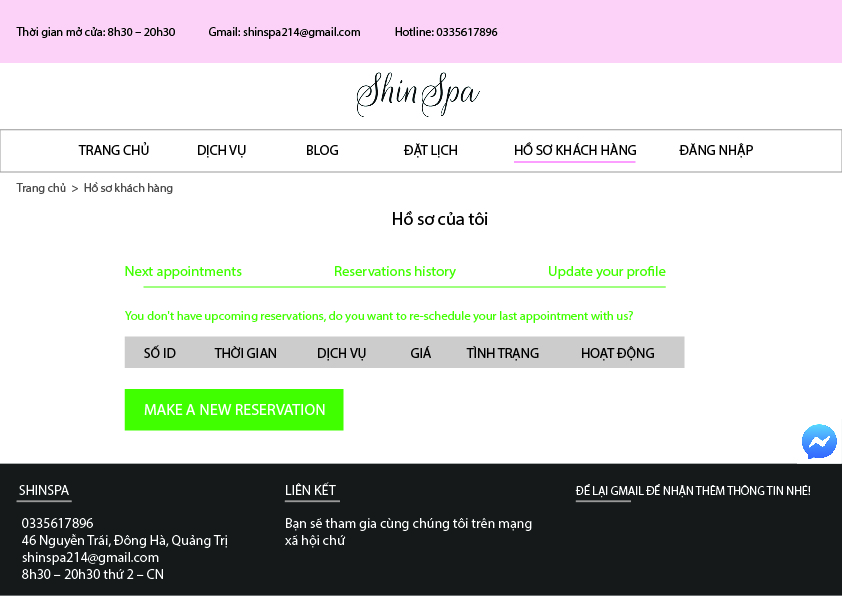 Thời gian mở cửa: 8h30 – 20h30 Gmail: shinspa214@gmail.com Hotline: 0335617896
Shin Spa
TRANG CHỦ DỊCH VỤ BLOG ĐẶT LỊCH HỒ SƠ KHÁCH HÀNG ĐĂNG NHẬP
Trang chủ > Hồ sơ khách hàng
Hồ sơ của tôi
Next appointments Reservations history Update your profile
You don't have upcoming reservations, do you want to re-schedule your last appointment with us?
SỐ ID THỜI GIAN DỊCH VỤ GIÁ TÌNH TRẠNG HOẠT ĐỘNG
MAKE A NEW RESERVATION
SHINSPA
0335617896
46 Nguyễn Trái, Đông Hà, Quảng Trị
shinspa214@gmail.com
8h30 – 20h30 thứ 2 – CN
LIÊN KẾT
Bạn sẽ tham gia cùng chúng tôi trên mạng
xã hội chứ
ĐỂ LẠI GMAIL ĐỂ NHẬN THÊM THÔNG TIN NHÉ!